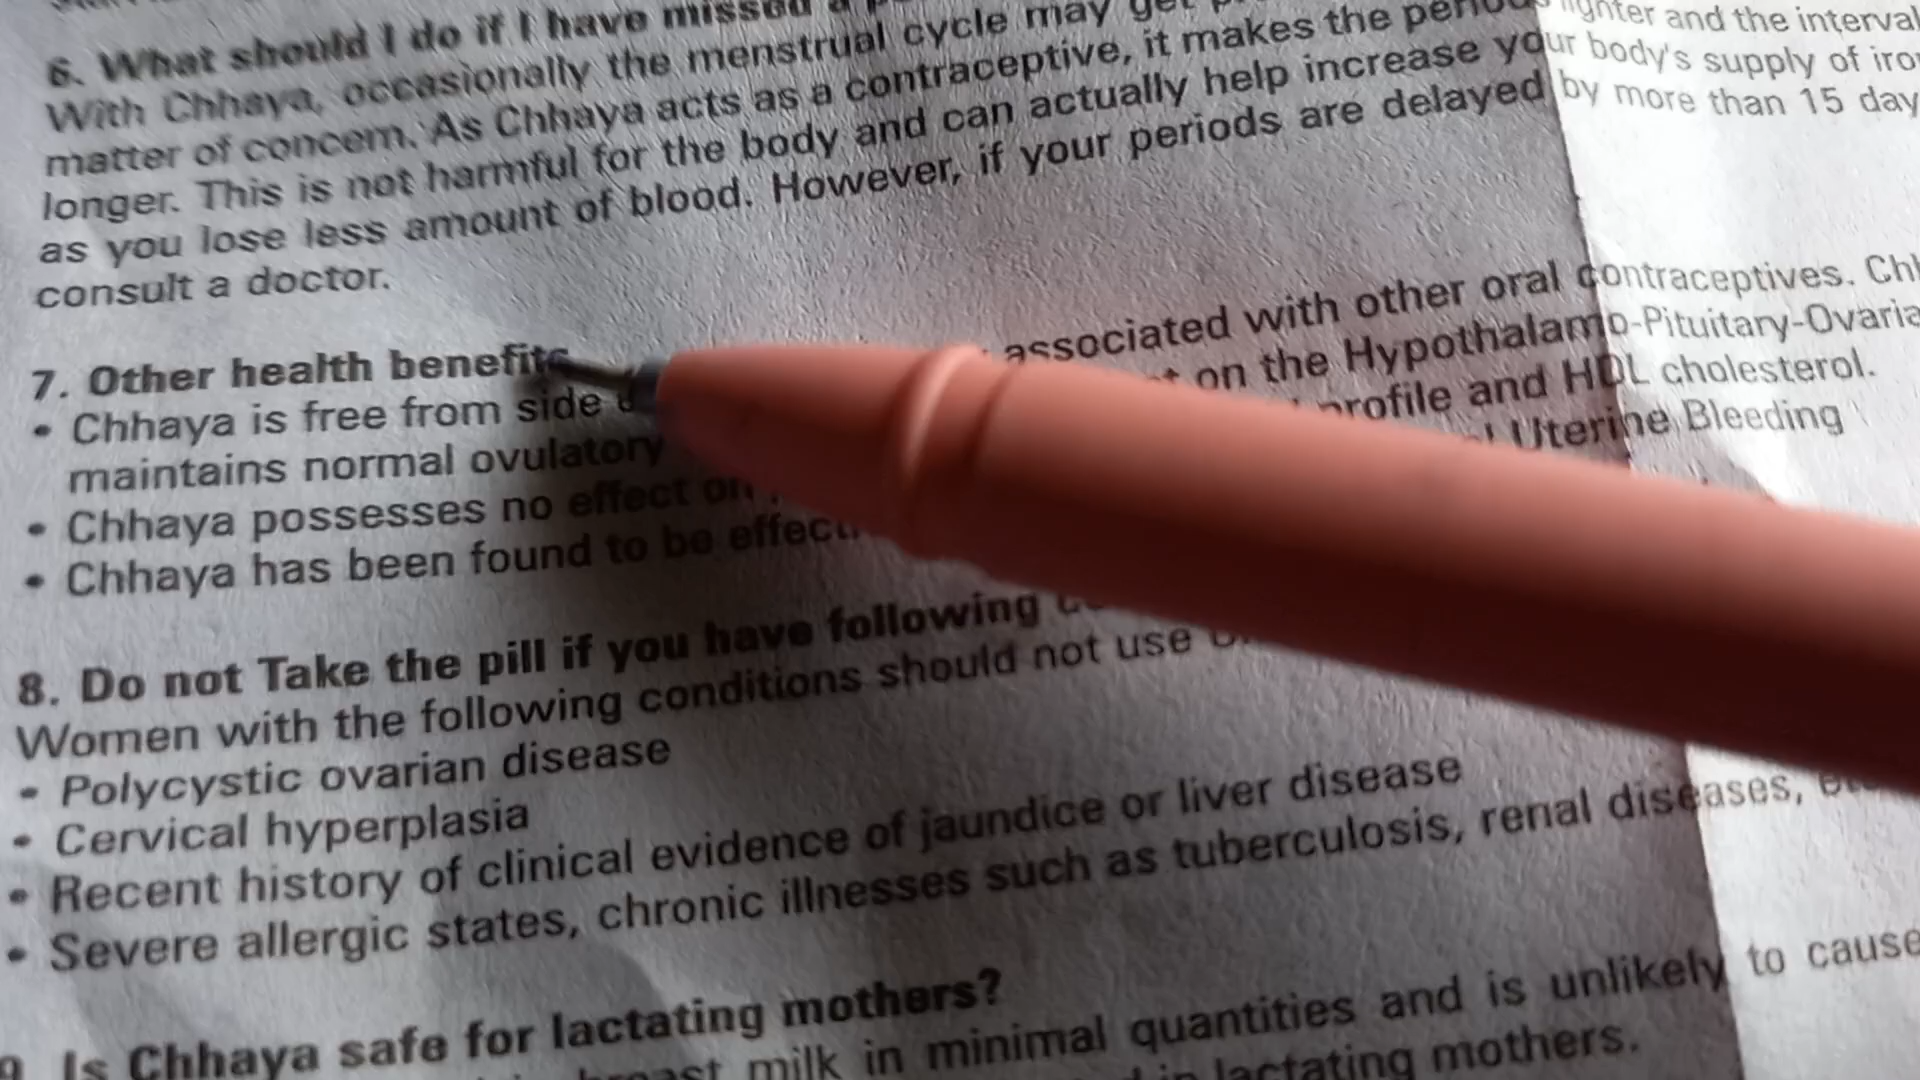 6. What should I do if I have missed a
With Chhaya, occasionally the menstrual cycle may get
matter of concern. As Chhaya acts as a contraceptive, it makes the periods lighter and the interval
longer. This is not harmful for the body and can actually help increase your body's supply of iron
as you lose less amount of blood. However, if your periods are delayed by more than 15 day
consult a doctor.
7. Other health benefits
• Chhaya is free from side associated with other oral contraceptives.
maintains normal ovulatory on the Hypothalamo-Pituitary-Ovaria
• Chhaya possesses no effect on profile and HDL cholesterol.
• Chhaya has been found to be Uterine Bleeding
8. Do not Take the pill if you have following
Women with the following conditions should not use
• Polycystic ovarian disease
• Cervical hyperplasia
• Recent history of clinical evidence of jaundice or liver disease
• Severe allergic states, chronic illnesses such as tuberculosis, renal diseases,
9. Is Chhaya safe for lactating mothers?
breast milk in minimal quantities and is unlikely to cause
in lactating mothers.